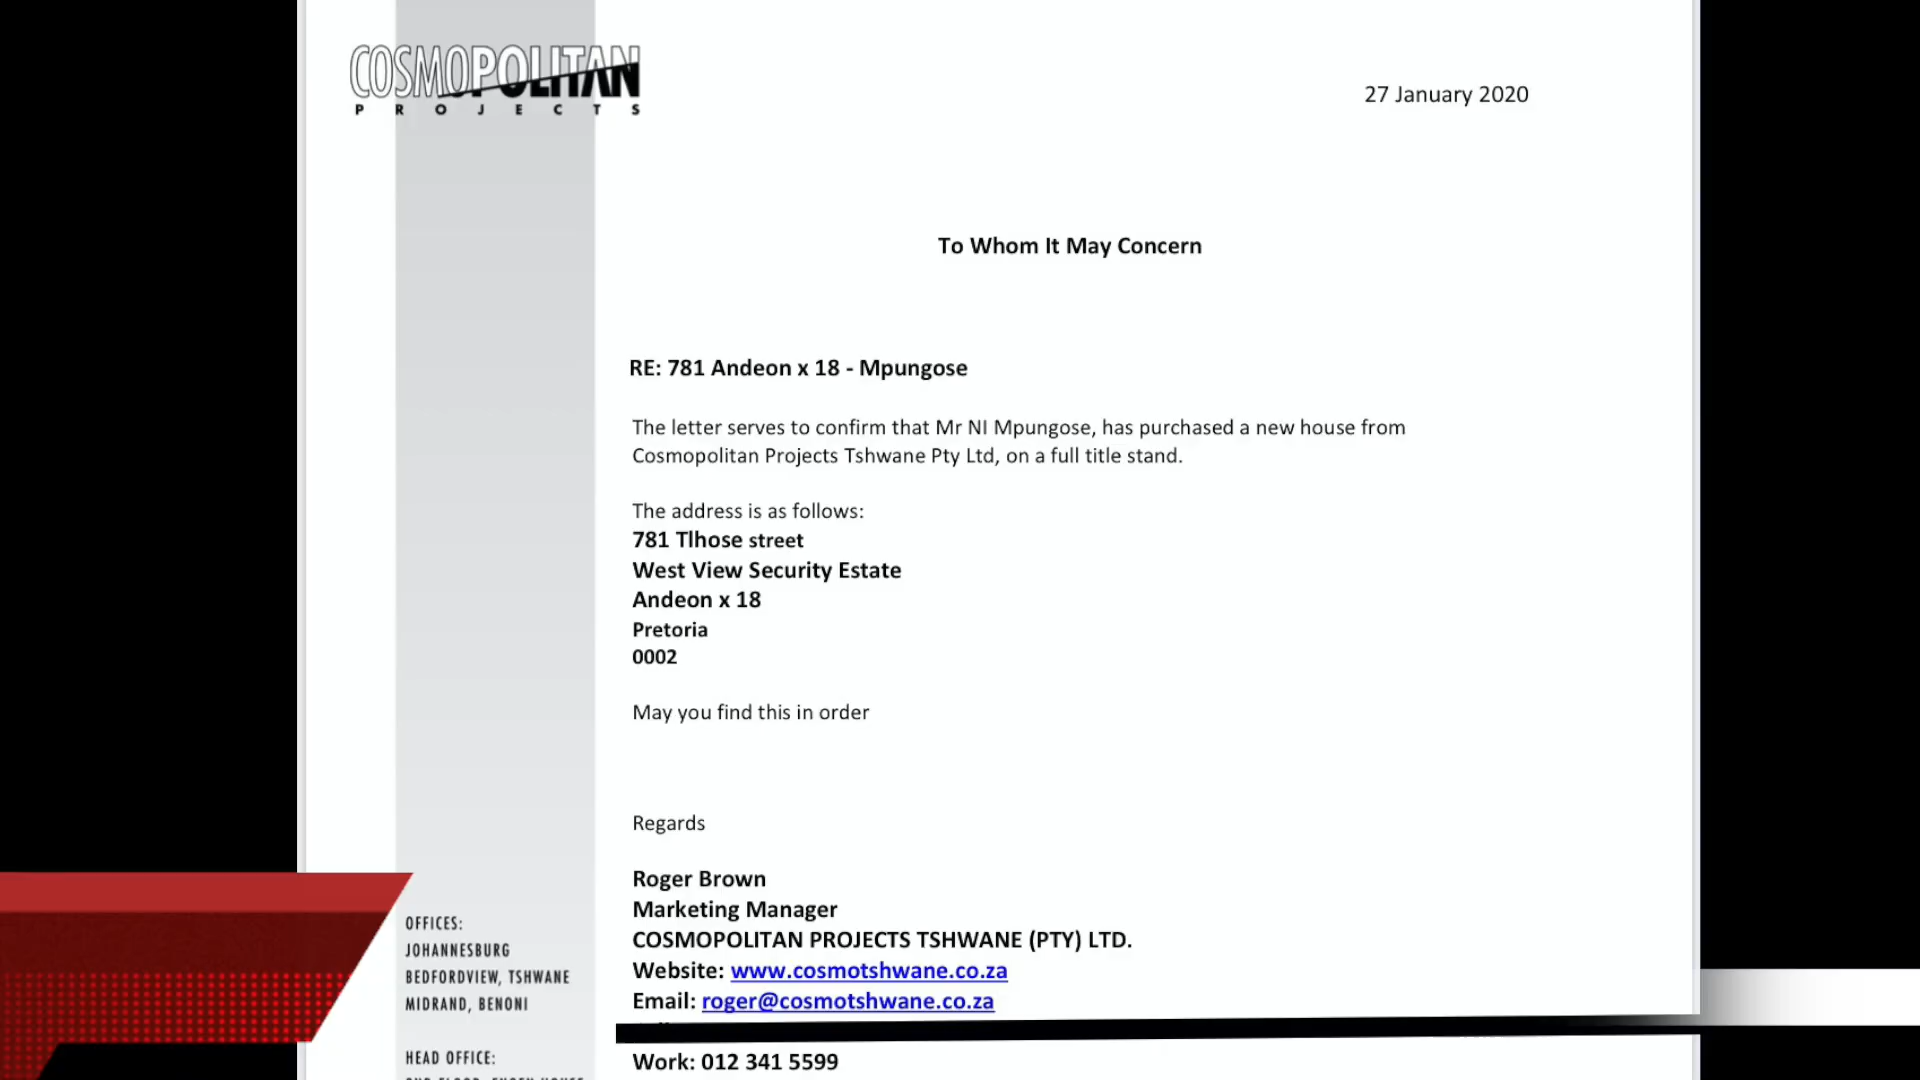 COSMOPOLITAN
PROJECTS
27 January 2020
To Whom It May Concern
RE: 781 Andeon x 18 - Mpungose
The letter serves to confirm that Mr NI Mpungose, has purchased a new house from
Cosmopolitan Projects Tshwane Pty Ltd, on a full title stand.
The address is as follows:
781 Tlhose street
West View Security Estate
Andeon x 18
Pretoria
0002
May you find this in order
Regards
Roger Brown
Marketing Manager
COSMOPOLITAN PROJECTS TSHWANE (PTY) LTD.
Website: www.cosmotshwane.co.za
Email: roger@cosmotshwane.co.za
Work: 012 341 5599
OFFICES:
JOHANNESBURG
BEDFORDVIEW, TSHWANE
MIDRAND, BENONI
HEAD OFFICE: